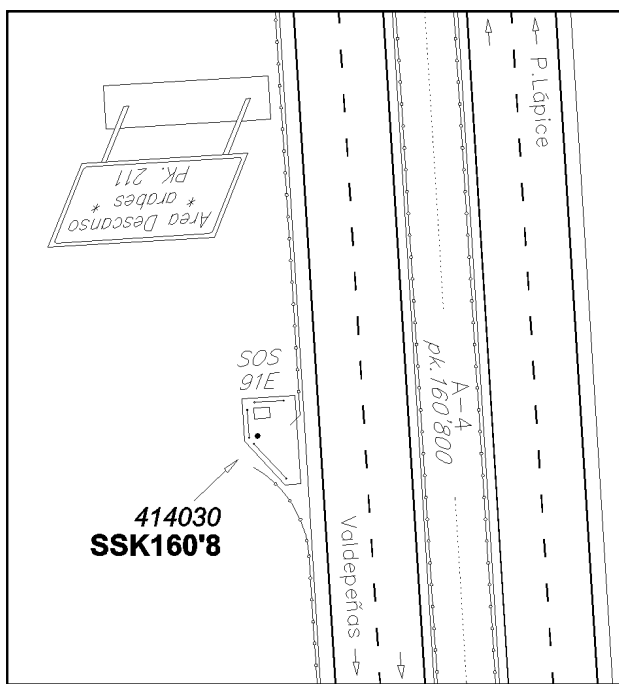 P.Lápice
Area Descanso
* arabes *
PK. 211
SOS
91E
A-4
pk.160'800
414030
SSK160'8
Valdepeñas